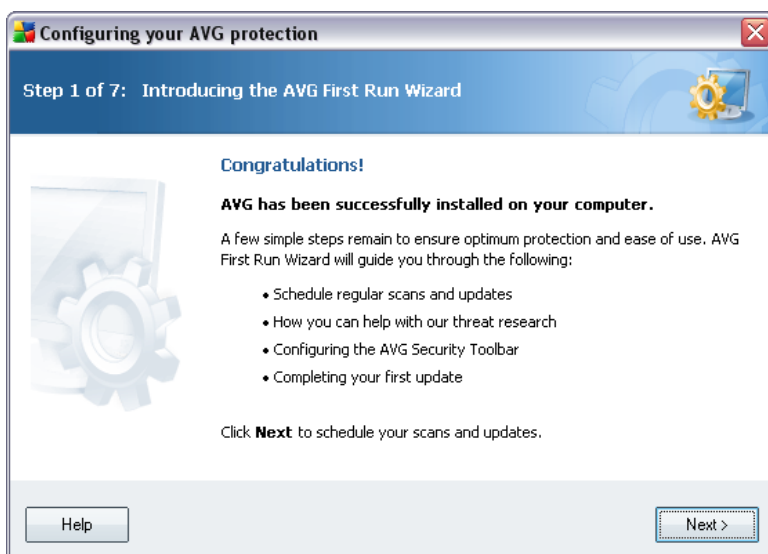 Configuring your AVG protection
Step 1 of 7: Introducing the AVG First Run Wizard
Congratulations!
AVG has been successfully installed on your computer.
A few simple steps remain to ensure optimum protection and ease of use. AVG
First Run Wizard will guide you through the following:
• Schedule regular scans and updates
• How you can help with our threat research
• Configuring the AVG Security Toolbar
• Completing your first update
Click Next to schedule your scans and updates.
Help
Next >